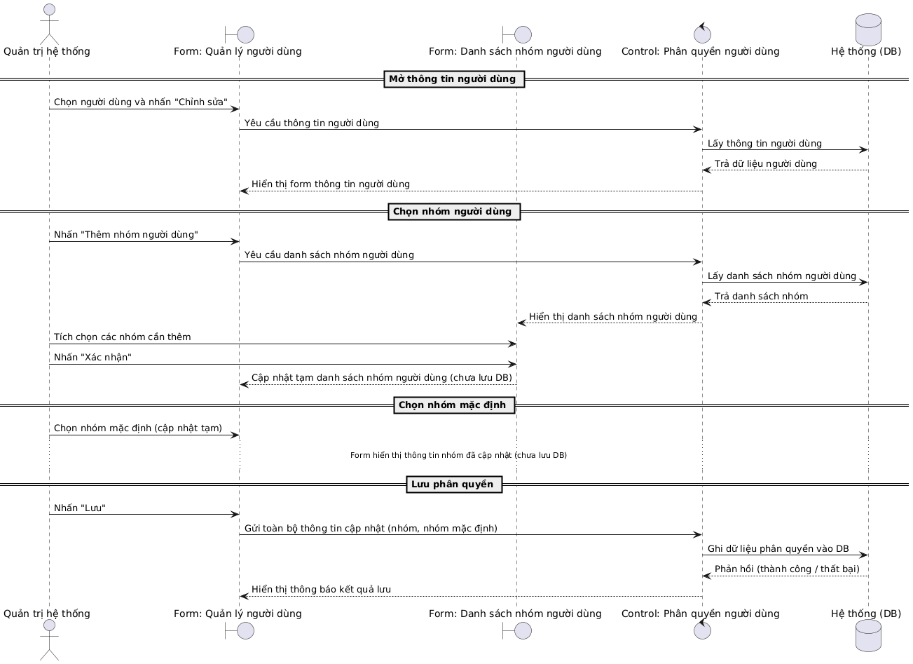 Quản trị hệ thống
Form: Quản lý người dùng
Form: Danh sách nhóm người dùng
Control: Phân quyền người dùng
Hệ thống (DB)
Mở thông tin người dùng
Chọn người dùng và nhấn "Chỉnh sửa"
Yêu cầu thông tin người dùng
Lấy thông tin người dùng
Trả dữ liệu người dùng
Hiển thị form thông tin người dùng
Chọn nhóm người dùng
Nhấn "Thêm nhóm người dùng"
Yêu cầu danh sách nhóm người dùng
Lấy danh sách nhóm người dùng
Trả danh sách nhóm
Hiển thị danh sách nhóm người dùng
Tích chọn các nhóm cần thêm
Nhấn "Xác nhận"
Cập nhật tạm danh sách nhóm người dùng (chưa lưu DB)
Chọn nhóm mặc định
Chọn nhóm mặc định (cập nhật tạm)
Form hiển thị thông tin nhóm đã cập nhật (chưa lưu DB)
Lưu phân quyền
Nhấn "Lưu"
Gửi toàn bộ thông tin cập nhật (nhóm, nhóm mặc định)
Ghi dữ liệu phân quyền vào DB
Phản hồi (thành công / thất bại)
Hiển thị thông báo kết quả lưu
Quản trị hệ thống
Form: Quản lý người dùng
Form: Danh sách nhóm người dùng
Control: Phân quyền người dùng
Hệ thống (DB)